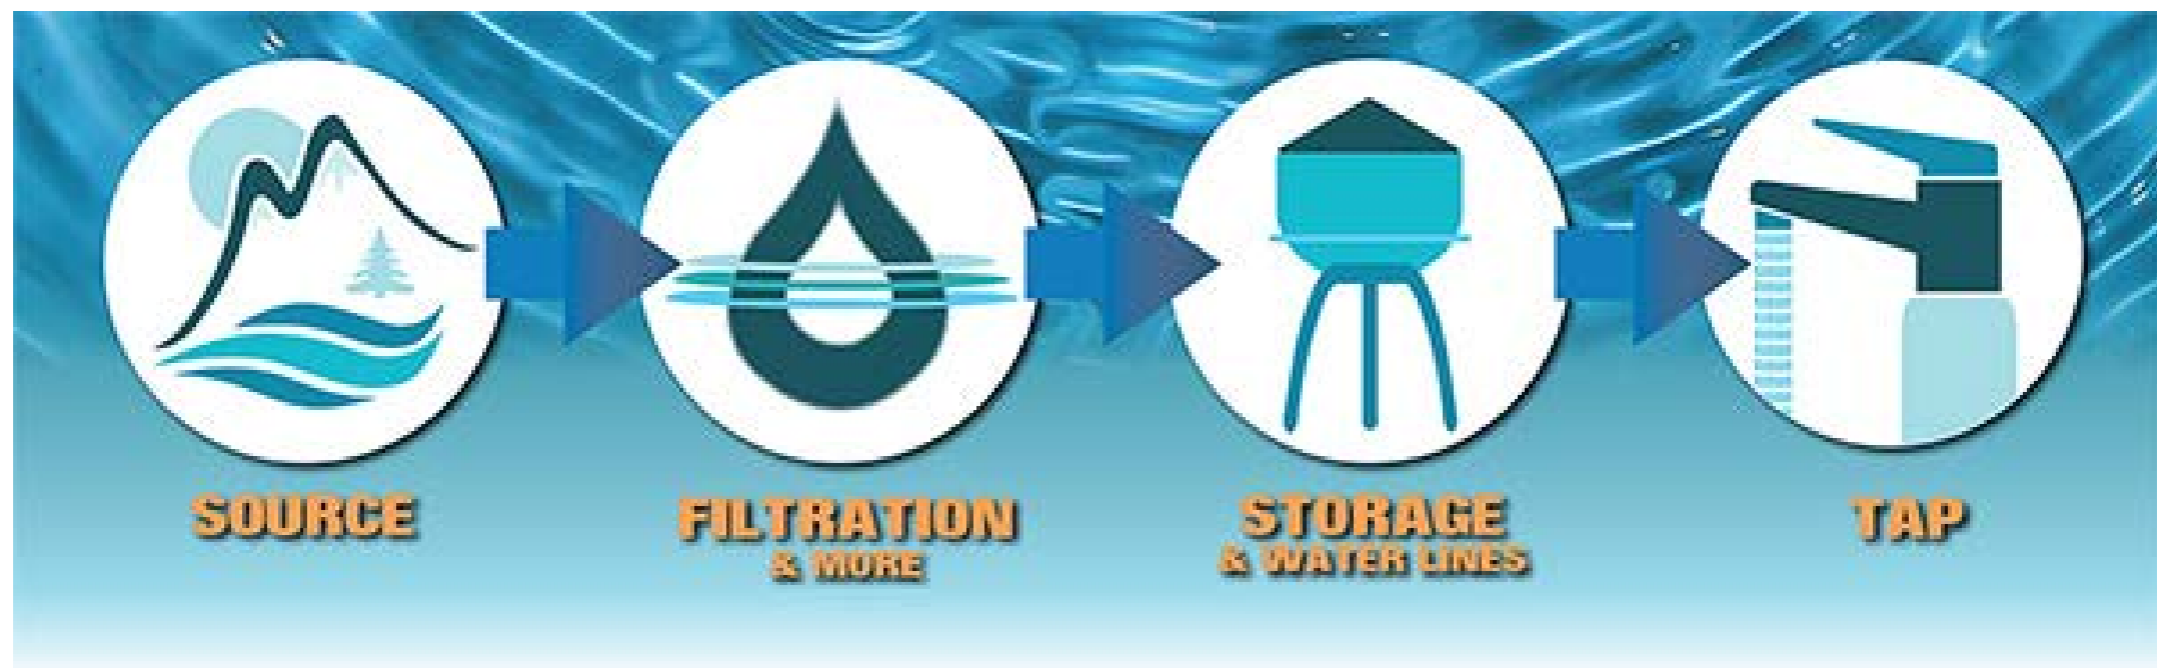 SOURCE
FILTRATION
& MORE
STORAGE
& WATER LINES
TAP